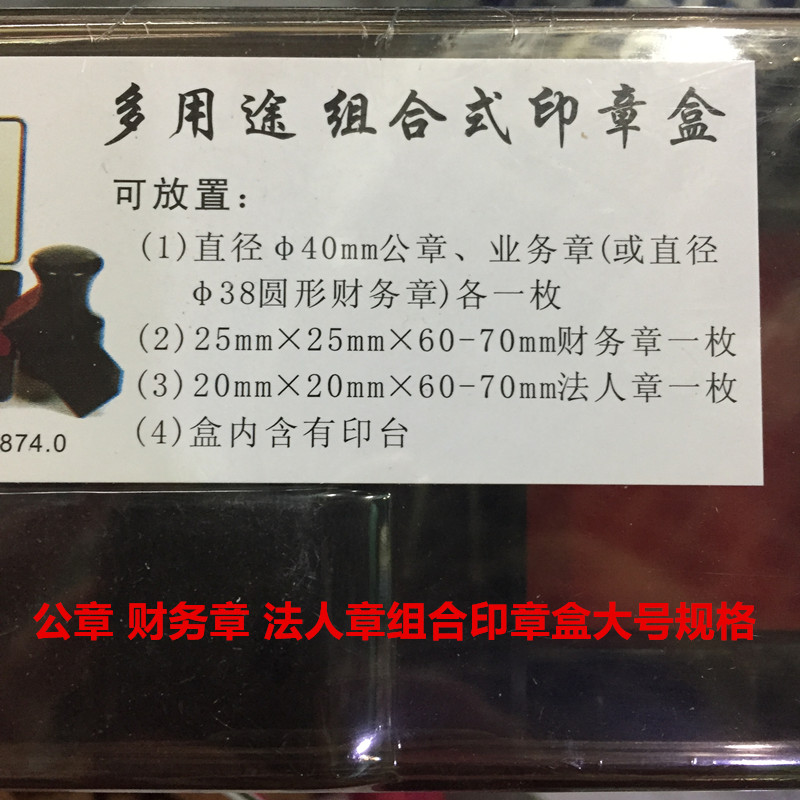 多用途 组合式印章盒
可放置：
(1)直径φ40mm公章、业务章(或直径
φ38圆形财务章)各一枚
(2)25mm×25mm×60-70mm财务章一枚
(3)20mm×20mm×60-70mm法人章一枚
(4)盒内含有印台
874.0
公章 财务章 法人章组合印章盒大号规格